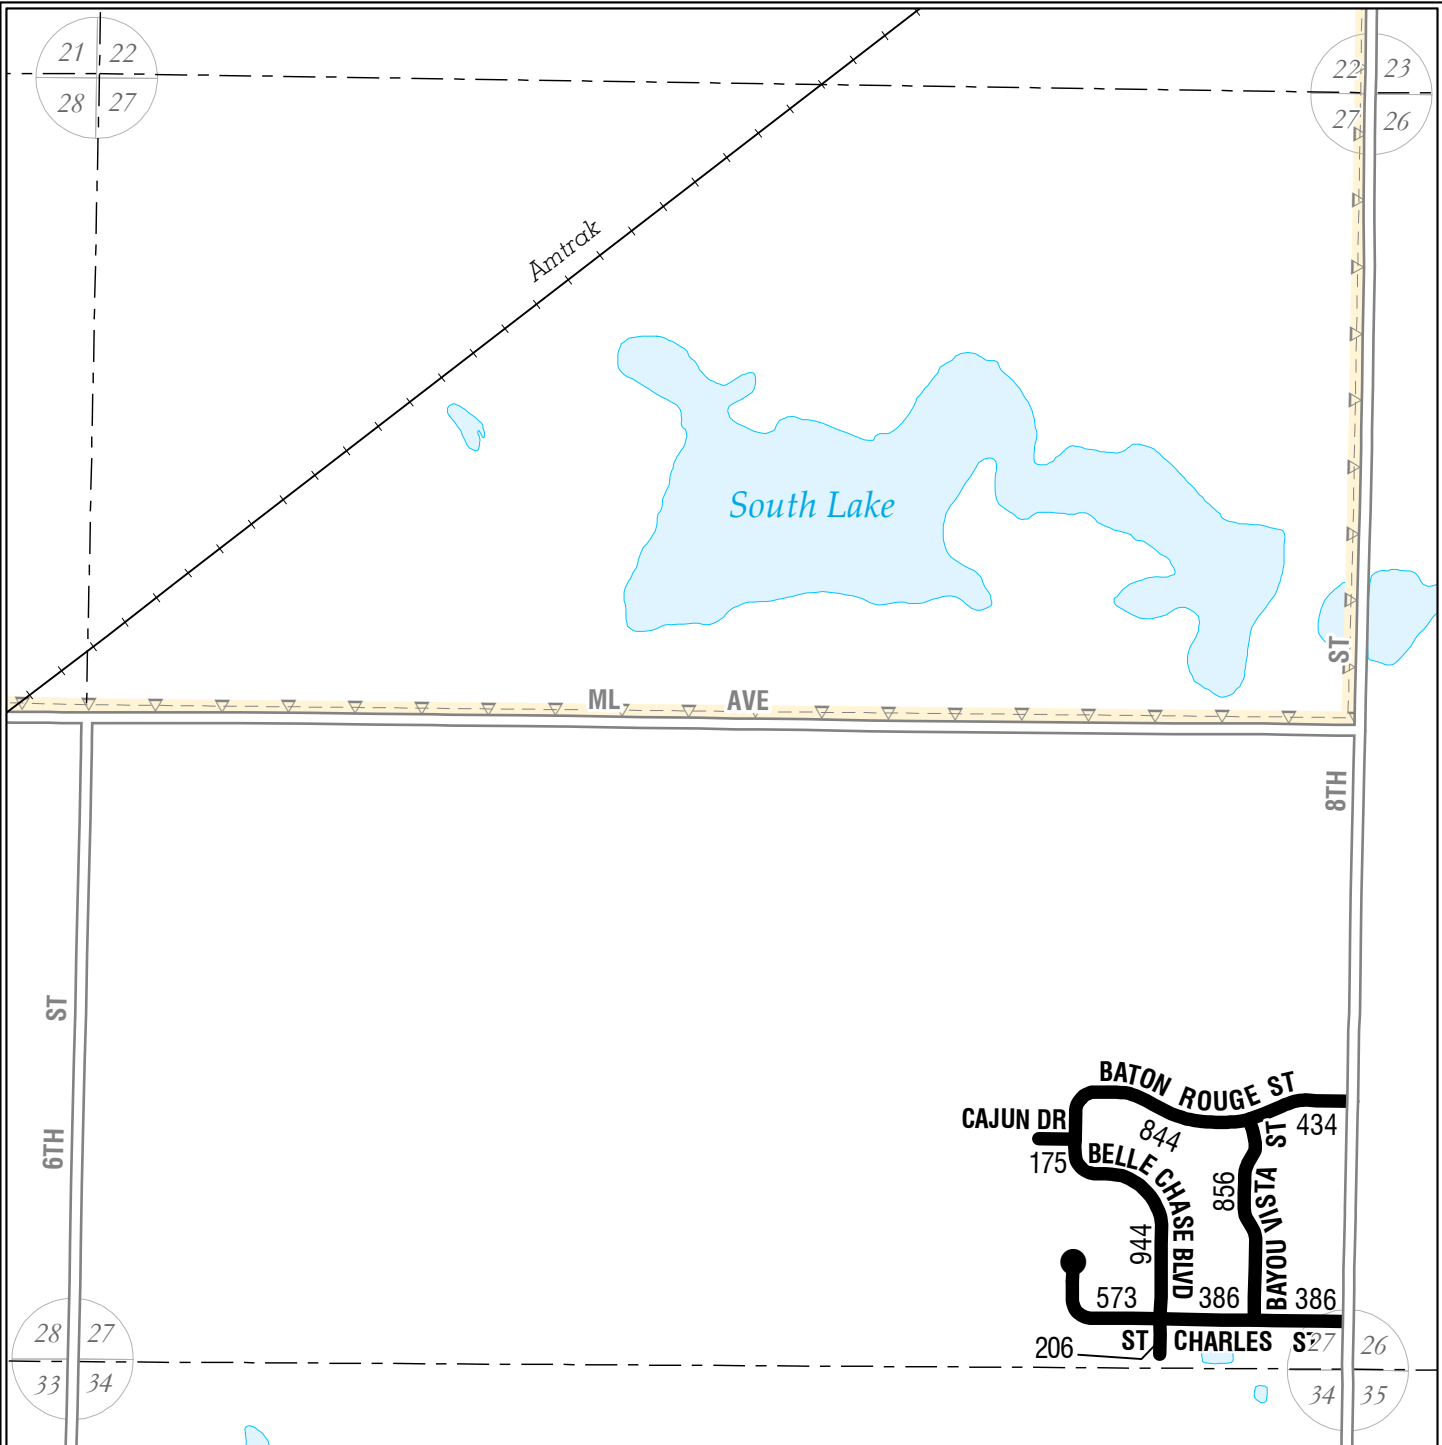 21 22
28 27
22 23
27 26
Amtrak
South Lake
ML AVE
ST
8TH
ST
6TH
BATON ROUGE ST
CAJUN DR
434
844
175
BELLE CHASE BLVD
856
BAYOU VISTA ST
944
573
386
386
ST CHARLES ST
206
28 27
33 34
27 26
34 35